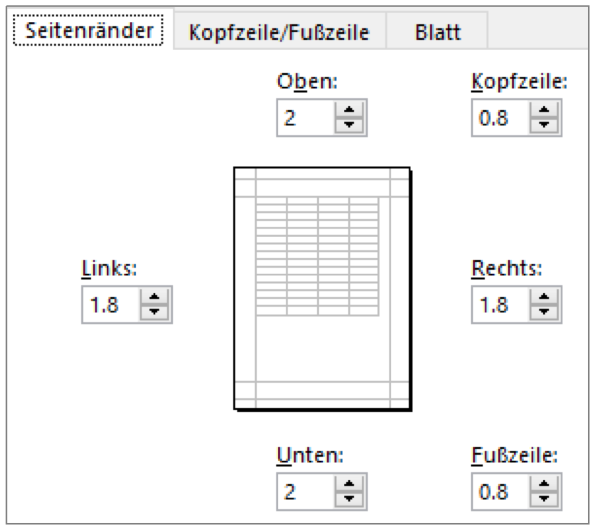 Seitenränder Kopfzeile/Fußzeile Blatt
Oben: Kopfzeile:
2 0.8
Links: Rechts:
1.8 1.8
Unten: Fußzeile:
2 0.8